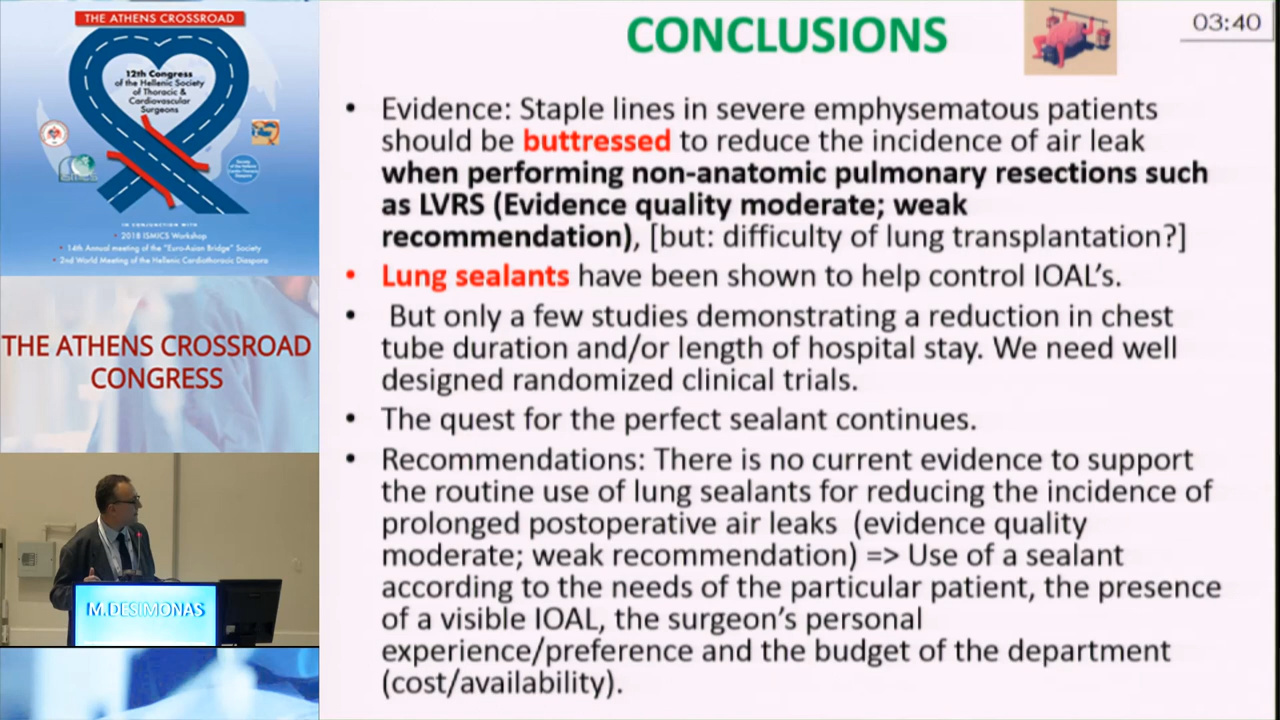 THE ATHENS CROSSROAD
12th Congress
of the Hellenic Society
of Thoracic &
Cardiovascular
Surgeons
ISMICS
IN CONJUNCTION WITH
• 2018 ISMICS Workshop
• 14th Annual meeting of the "Euro-Asian Bridge" Society
• 2nd World Meeting of the Hellenic Cardiothoracic Diaspora
THE ATHENS CROSSROAD
CONGRESS
M.DESIMONAS
03:40
CONCLUSIONS
• Evidence: Staple lines in severe emphysematous patients
should be buttressed to reduce the incidence of air leak
when performing non-anatomic pulmonary resections such
as LVRS (Evidence quality moderate; weak
recommendation), [but: difficulty of lung transplantation?]
• Lung sealants have been shown to help control IOAL's.
• But only a few studies demonstrating a reduction in chest
tube duration and/or length of hospital stay. We need well
designed randomized clinical trials.
• The quest for the perfect sealant continues.
• Recommendations: There is no current evidence to support
the routine use of lung sealants for reducing the incidence of
prolonged postoperative air leaks (evidence quality
moderate; weak recommendation) => Use of a sealant
according to the needs of the particular patient, the presence
of a visible IOAL, the surgeon's personal
experience/preference and the budget of the department
(cost/availability).